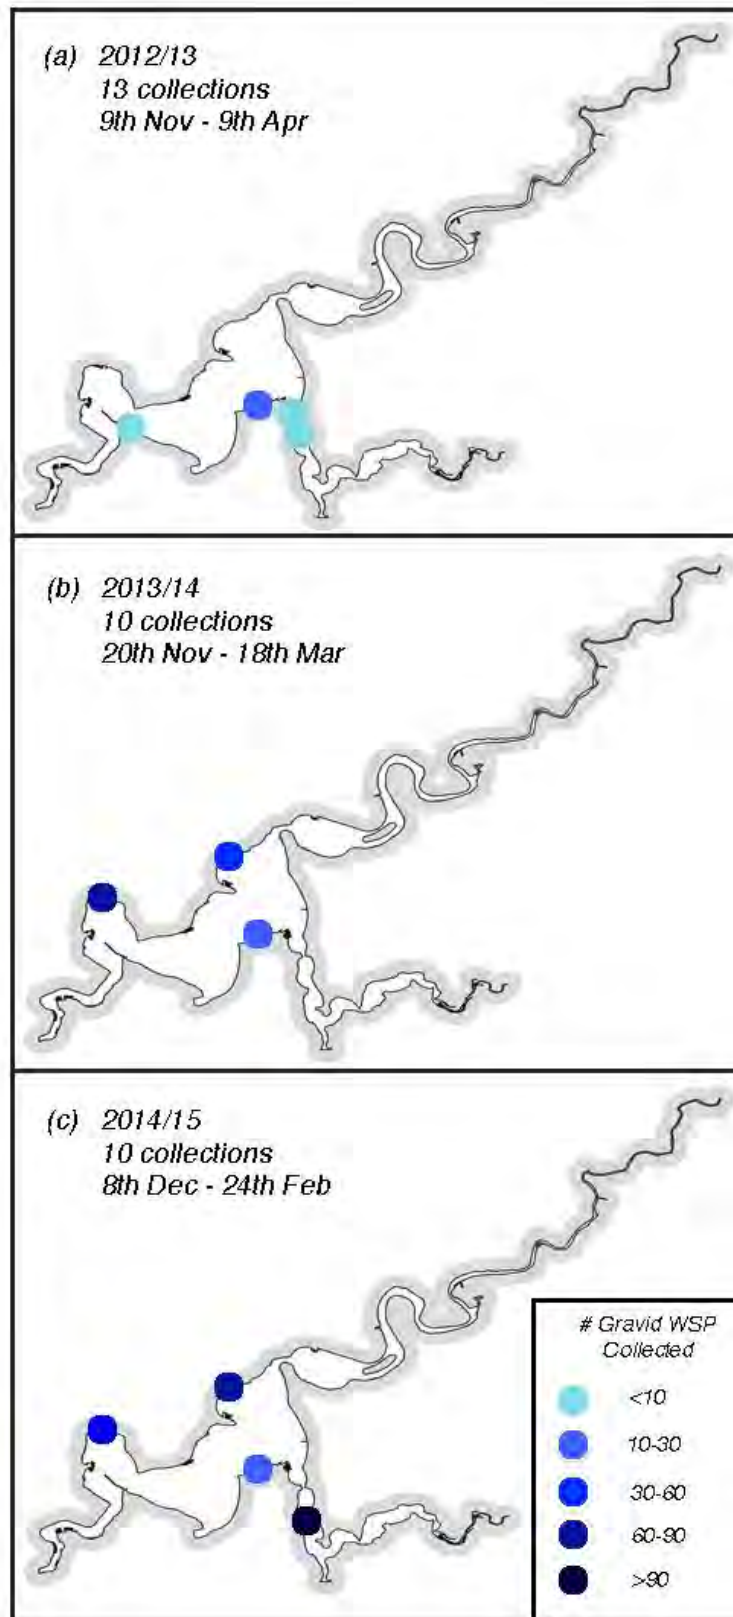 (a) 2012/13
13 collections
9th Nov - 9th Apr
(b) 2013/14
10 collections
20th Nov - 18th Mar
(c) 2014/15
10 collections
8th Dec - 24th Feb
# Gravid WSP
Collected
<10
10-30
30-60
60-90
>90